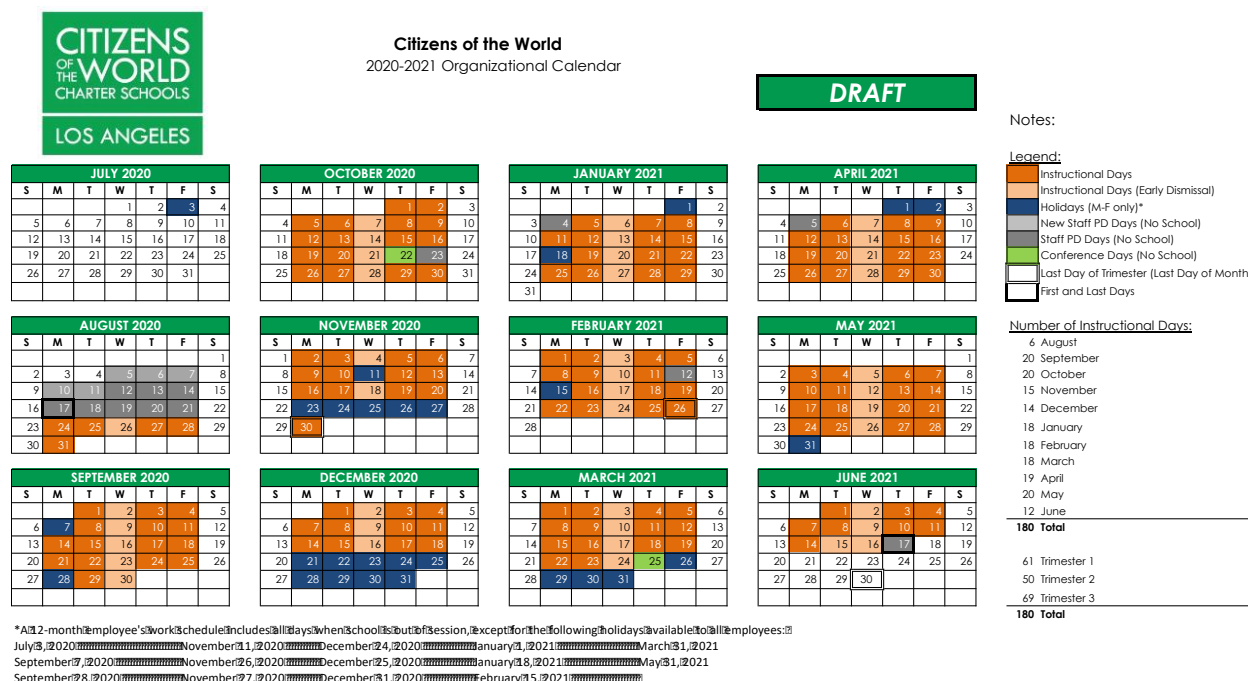 CITIZENS
OF THE WORLD
CHARTER SCHOOLS
LOS ANGELES
Citizens of the World
2020-2021 Organizational Calendar
DRAFT
JULY 2020
S M T W T F S
1 2 3 4
5 6 7 8 9 10 11
12 13 14 15 16 17 18
19 20 21 22 23 24 25
26 27 28 29 30 31
OCTOBER 2020
S M T W T F S
1 2 3
4 5 6 7 8 9 10
11 12 13 14 15 16 17
18 19 20 21 22 23 24
25 26 27 28 29 30 31
JANUARY 2021
S M T W T F S
1 2
3 4 5 6 7 8 9
10 11 12 13 14 15 16
17 18 19 20 21 22 23
24 25 26 27 28 29 30
31
APRIL 2021
S M T W T F S
1 2 3
4 5 6 7 8 9 10
11 12 13 14 15 16 17
18 19 20 21 22 23 24
25 26 27 28 29 30
AUGUST 2020
S M T W T F S
1
2 3 4 5 6 7 8
9 10 11 12 13 14 15
16 17 18 19 20 21 22
23 24 25 26 27 28 29
30 31
NOVEMBER 2020
S M T W T F S
1 2 3 4 5 6 7
8 9 10 11 12 13 14
15 16 17 18 19 20 21
22 23 24 25 26 27 28
29 30
FEBRUARY 2021
S M T W T F S
1 2 3 4 5 6
7 8 9 10 11 12 13
14 15 16 17 18 19 20
21 22 23 24 25 26 27
28
MAY 2021
S M T W T F S
1
2 3 4 5 6 7 8
9 10 11 12 13 14 15
16 17 18 19 20 21 22
23 24 25 26 27 28 29
30 31
SEPTEMBER 2020
S M T W T F S
1 2 3 4 5
6 7 8 9 10 11 12
13 14 15 16 17 18 19
20 21 22 23 24 25 26
27 28 29 30
DECEMBER 2020
S M T W T F S
1 2 3 4 5
6 7 8 9 10 11 12
13 14 15 16 17 18 19
20 21 22 23 24 25 26
27 28 29 30 31
MARCH 2021
S M T W T F S
1 2 3 4 5 6
7 8 9 10 11 12 13
14 15 16 17 18 19 20
21 22 23 24 25 26 27
28 29 30 31
JUNE 2021
S M T W T F S
1 2 3 4 5
6 7 8 9 10 11 12
13 14 15 16 17 18 19
20 21 22 23 24 25 26
27 28 29 30
Notes:
Legend:
Instructional Days
Instructional Days (Early Dismissal)
Holidays (M-F only)*
New Staff PD Days (No School)
Staff PD Days (No School)
Conference Days (No School)
Last Day of Trimester (Last Day of Month
First and Last Days
Number of Instructional Days:
6 August
20 September
20 October
15 November
14 December
18 January
18 February
18 March
19 April
20 May
12 June
180 Total
61 Trimester 1
50 Trimester 2
69 Trimester 3
180 Total
*A 12-month employee's work schedule includes all days when school is out of session, except for the following holidays available to all employees:
July 3, 2020 November 11, 2020 December 24, 2020 January 1, 2021 March 31, 2021
September 7, 2020 November 26, 2020 December 25, 2020 January 18, 2021 May 31, 2021
September 28, 2020 November 27, 2020 December 31, 2020 February 15, 2021